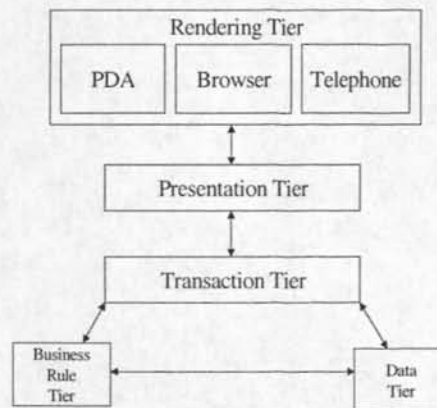 Rendering Tier
PDA Browser Telephone
Presentation Tier
Transaction Tier
Business
Rule
Tier
Data
Tier